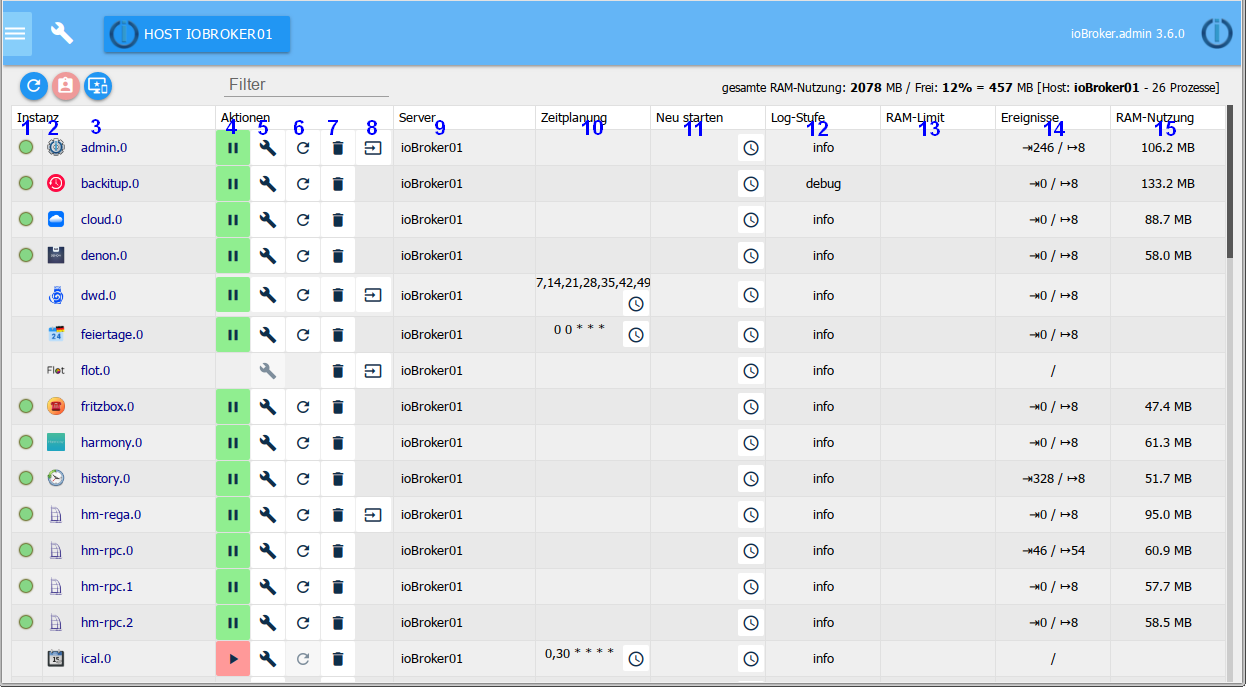 HOST IOBROKER01 ioBroker.admin 3.6.0
Filter gesamte RAM-Nutzung: 2078 MB / Frei: 12% = 457 MB [Host: ioBroker01 - 26 Prozesse]
Instanz Aktionen Server Zeitplanung Neu starten Log-Stufe RAM-Limit Ereignisse RAM-Nutzung
1 2 3 4 5 6 7 8 9 10 11 12 13 14 15
admin.0 ioBroker01 info ⇥246 / ↦8 106.2 MB
backitup.0 ioBroker01 debug ⇥0 / ↦8 133.2 MB
cloud.0 ioBroker01 info ⇥0 / ↦8 88.7 MB
denon.0 ioBroker01 info ⇥0 / ↦8 58.0 MB
dwd.0 ioBroker01 7,14,21,28,35,42,49 info ⇥0 / ↦8
24 feiertage.0 ioBroker01 0 0 * * * info ⇥0 / ↦8
Flot flot.0 ioBroker01 info /
fritzbox.0 ioBroker01 info ⇥0 / ↦8 47.4 MB
harmony.0 ioBroker01 info ⇥0 / ↦8 61.3 MB
history.0 ioBroker01 info ⇥328 / ↦8 51.7 MB
hm-rega.0 ioBroker01 info ⇥0 / ↦8 95.0 MB
hm-rpc.0 ioBroker01 info ⇥46 / ↦54 60.9 MB
hm-rpc.1 ioBroker01 info ⇥0 / ↦8 57.7 MB
hm-rpc.2 ioBroker01 info ⇥0 / ↦8 58.5 MB
15 ical.0 ioBroker01 0,30 * * * * info /